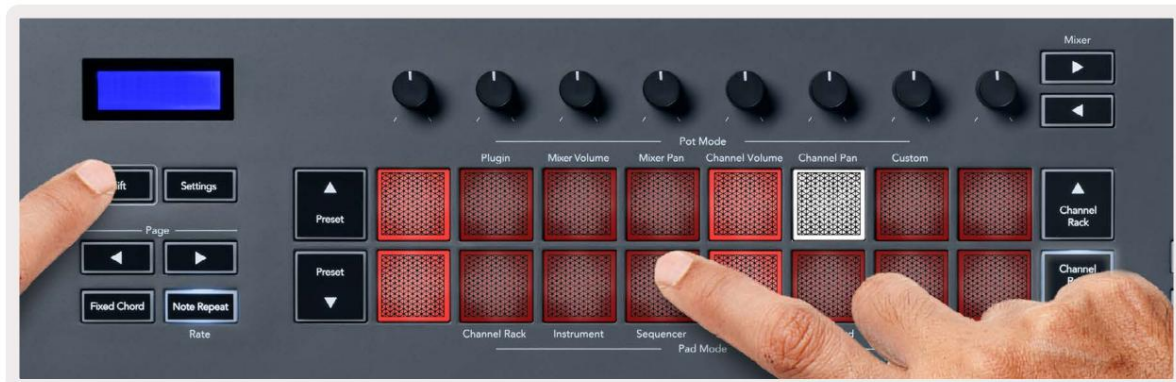 Mixer
Pot Mode
Plugin
Mixer Volume
Mixer Pan
Channel Volume
Channel Pan
Custom
Settings
Preset
Channel
Rack
Page
Preset
Channel
Fixed Chord
Note Repeat
Rate
Channel Rack
Instrument
Sequencer
Pad Mode